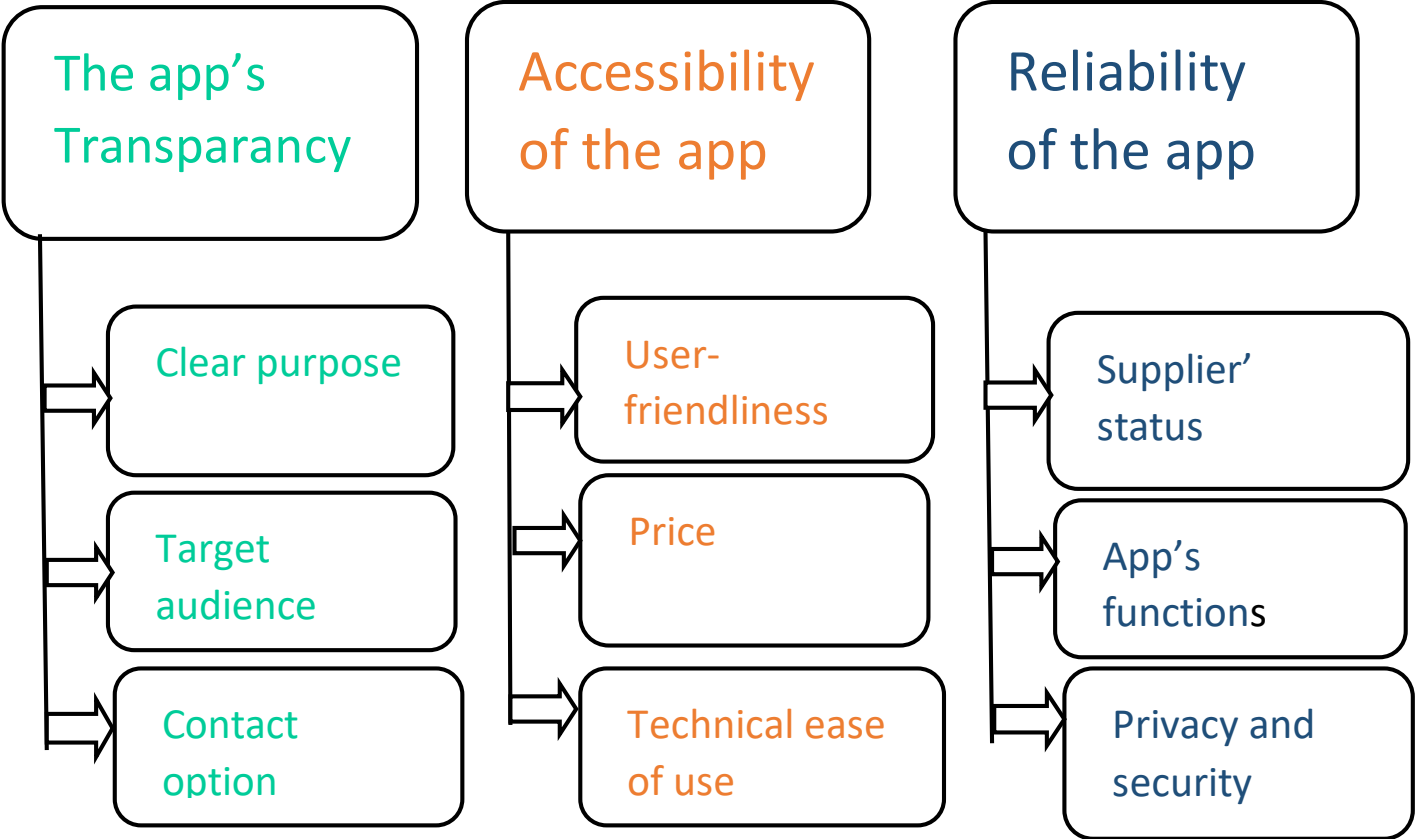 The app’s
Transparancy
Clear purpose
Target
audience
Contact
option
Accessibility
of the app
User-
friendliness
Price
Technical ease
of use
Reliability
of the app
Supplier’
status
App’s
functions
Privacy and
security